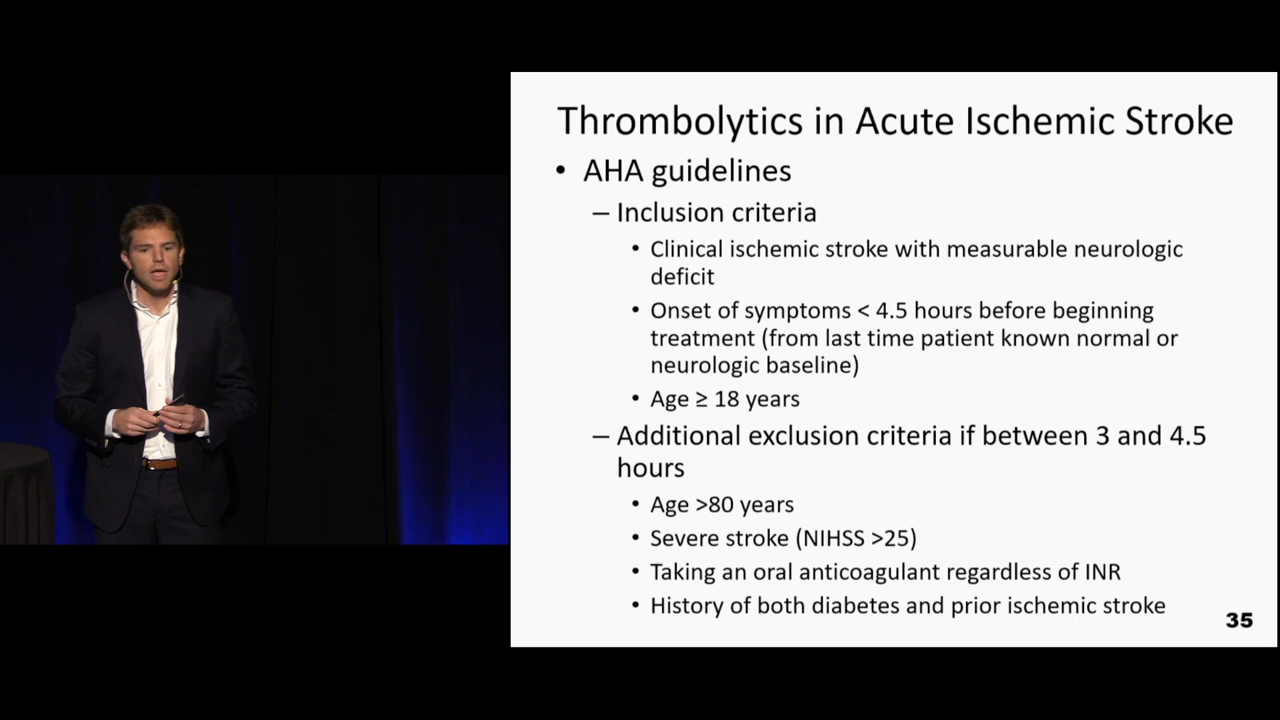 Thrombolytics in Acute Ischemic Stroke
• AHA guidelines
– Inclusion criteria
• Clinical ischemic stroke with measurable neurologic
deficit
• Onset of symptoms < 4.5 hours before beginning
treatment (from last time patient known normal or
neurologic baseline)
• Age ≥ 18 years
– Additional exclusion criteria if between 3 and 4.5
hours
• Age >80 years
• Severe stroke (NIHSS >25)
• Taking an oral anticoagulant regardless of INR
• History of both diabetes and prior ischemic stroke
35